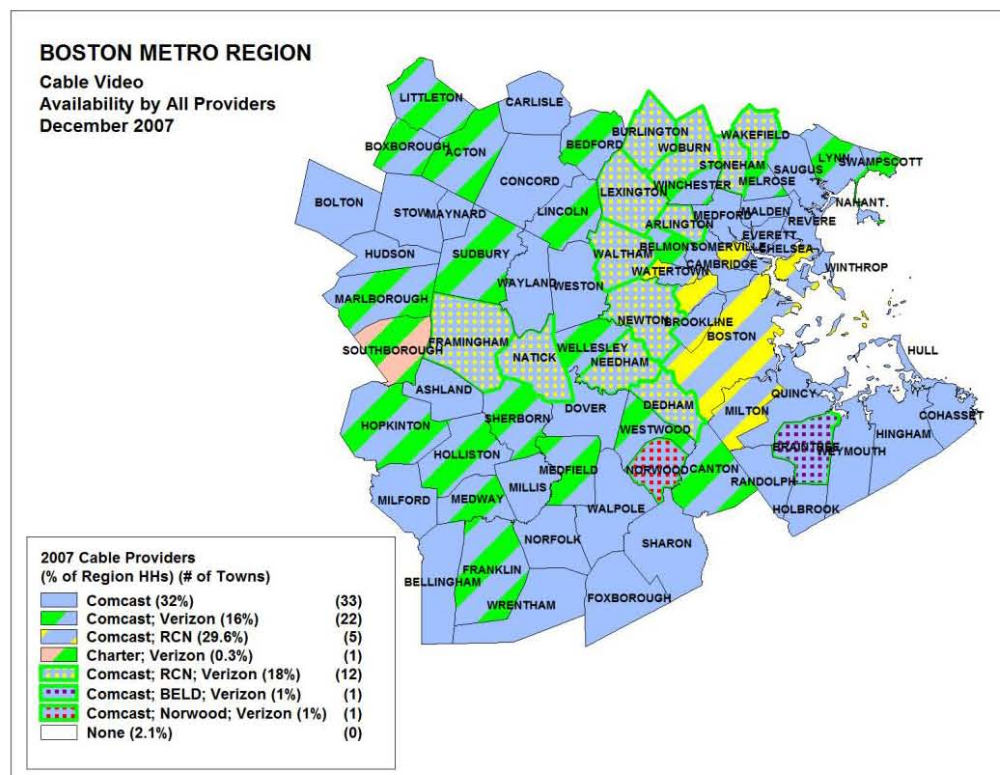 BOSTON METRO REGION
Cable Video
Availability by All Providers
December 2007
LITTLETON
CARLISLE
BURLINGTON
WAKEFIELD
BOXBOROUGH
ACTON
BEDFORD
WOBURN
STONEHAM
LYNN
SWAMPSCOTT
SAUGUS
CONCORD
WINCHESTER
MELROSE
LEXINGTON
BOLTON
STOW
MAYNARD
LINCOLN
ARLINGTON
MEDFORD
MALDEN
NAHANT.
REVERE
EVERETT
HUDSON
SUDBURY
WALTHAM
BELMONT
SOMERVILLE
CHELSEA
CAMBRIDGE
WINTHROP
WATERTOWN
WAYLAND
WESTON
MARLBOROUGH
NEWTON
BROOKLINE
BOSTON
SOUTHBOROUGH
FRAMINGHAM
NATICK
WELLESLEY
NEEDHAM
HULL
ASHLAND
DOVER
DEDHAM
MILTON
QUINCY
COHASSET
HOPKINTON
SHERBORN
WESTWOOD
HINGHAM
BRAINTREE
WEYMOUTH
HOLLISTON
MEDFIELD
NORWOOD
CANTON
RANDOLPH
MILFORD
MEDWAY
MILLIS
WALPOLE
HOLBROOK
NORFOLK
SHARON
BELLINGHAM
FRANKLIN
WRENTHAM
FOXBOROUGH
2007 Cable Providers
(% of Region HHs) (# of Towns)
Comcast (32%) (33)
Comcast; Verizon (16%) (22)
Comcast; RCN (29.6%) (5)
Charter; Verizon (0.3%) (1)
Comcast; RCN; Verizon (18%) (12)
Comcast; BELD; Verizon (1%) (1)
Comcast; Norwood; Verizon (1%) (1)
None (2.1%) (0)